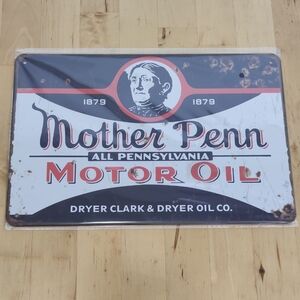 1879 1879
Mother Penn
ALL PENNSYLVANIA
MOTOR OIL
DRYER CLARK & DRYER OIL CO.